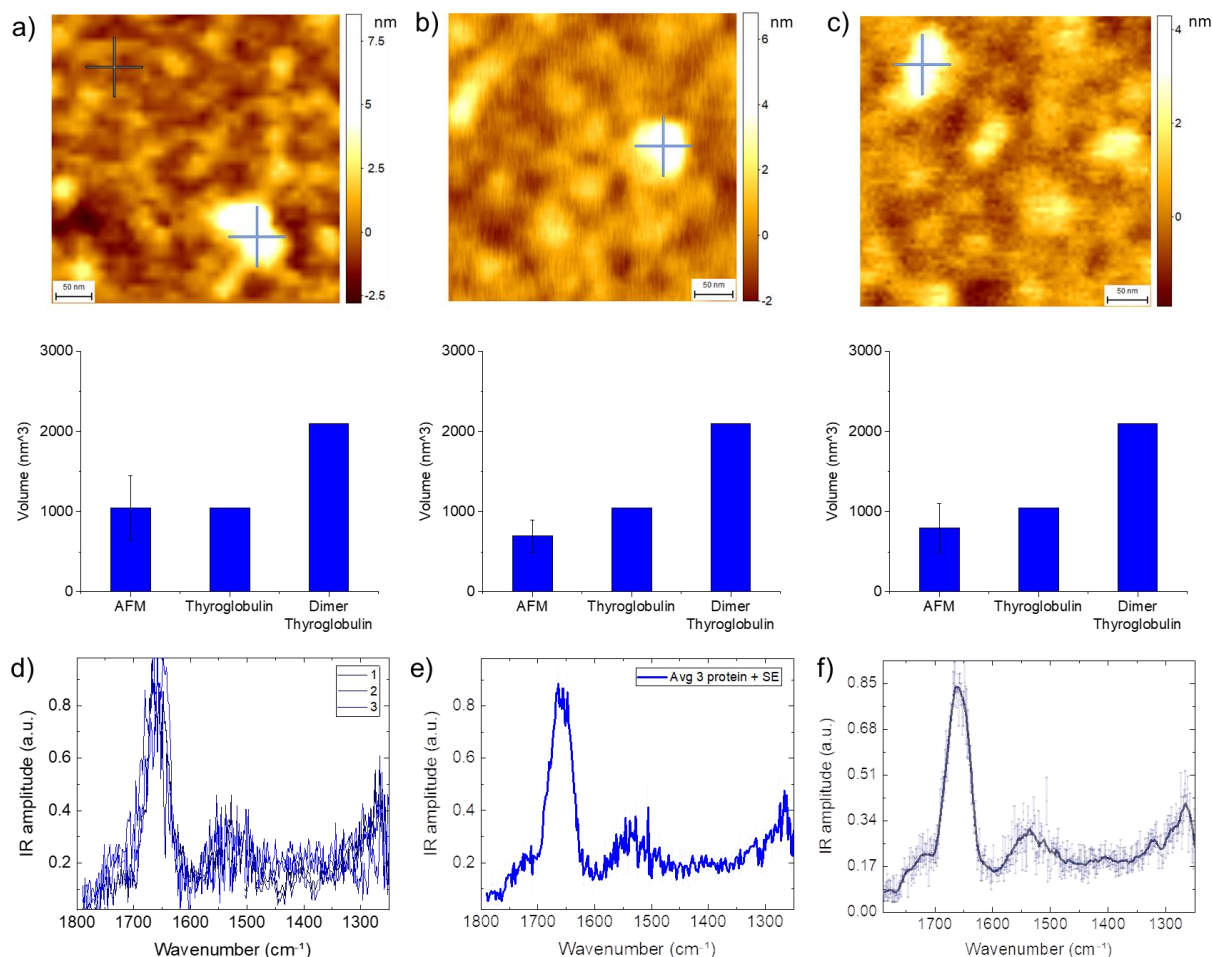 a)
nm
7.5
5
2.5
0
-2.5
50 nm
b)
nm
6
4
2
0
-2
50 nm
c)
nm
4
2
0
50 nm
3000
2000
1000
0
Volume (nm^3)
AFM
Thyroglobulin
Dimer
Thyroglobulin
3000
2000
1000
0
Volume (nm^3)
AFM
Thyroglobulin
Dimer
Thyroglobulin
3000
2000
1000
0
Volume (nm^3)
AFM
Thyroglobulin
Dimer
Thyroglobulin
d)
1
2
3
0.8
0.6
0.4
0.2
IR amplitude (a.u.)
1800 1700 1600 1500 1400 1300
Wavenumber (cm⁻¹)
e)
Avg 3 protein + SE
0.8
0.6
0.4
0.2
IR amplitude (a.u.)
1800 1700 1600 1500 1400 1300
Wavenumber (cm⁻¹)
f)
0.85
0.68
0.51
0.34
0.17
0.00
IR amplitude (a.u.)
1700 1600 1500 1400 1300
Wavenumber (cm⁻¹)